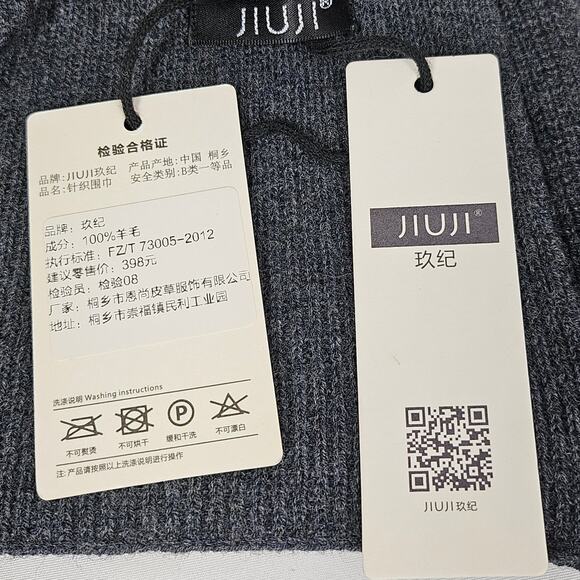 JIUJI®
检验合格证
品牌: JIUJI玖纪 产品产地: 中国 桐乡
品名: 针织围巾 安全类别: B类一等品
品牌: 玖纪
成分: 100%羊毛
执行标准: FZ/T 73005-2012
建议零售价: 398元
检验员: 检验08
厂家: 桐乡市恩尚皮草服饰有限公司
地址: 桐乡市崇福镇民利工业园
洗涤说明 Washing instructions
P
不可熨烫 不可烘干 缓和干洗 不可漂白
注: 产品请按照以上洗涤说明进行操作
JIUJI®
玖纪
JIUJI玖纪